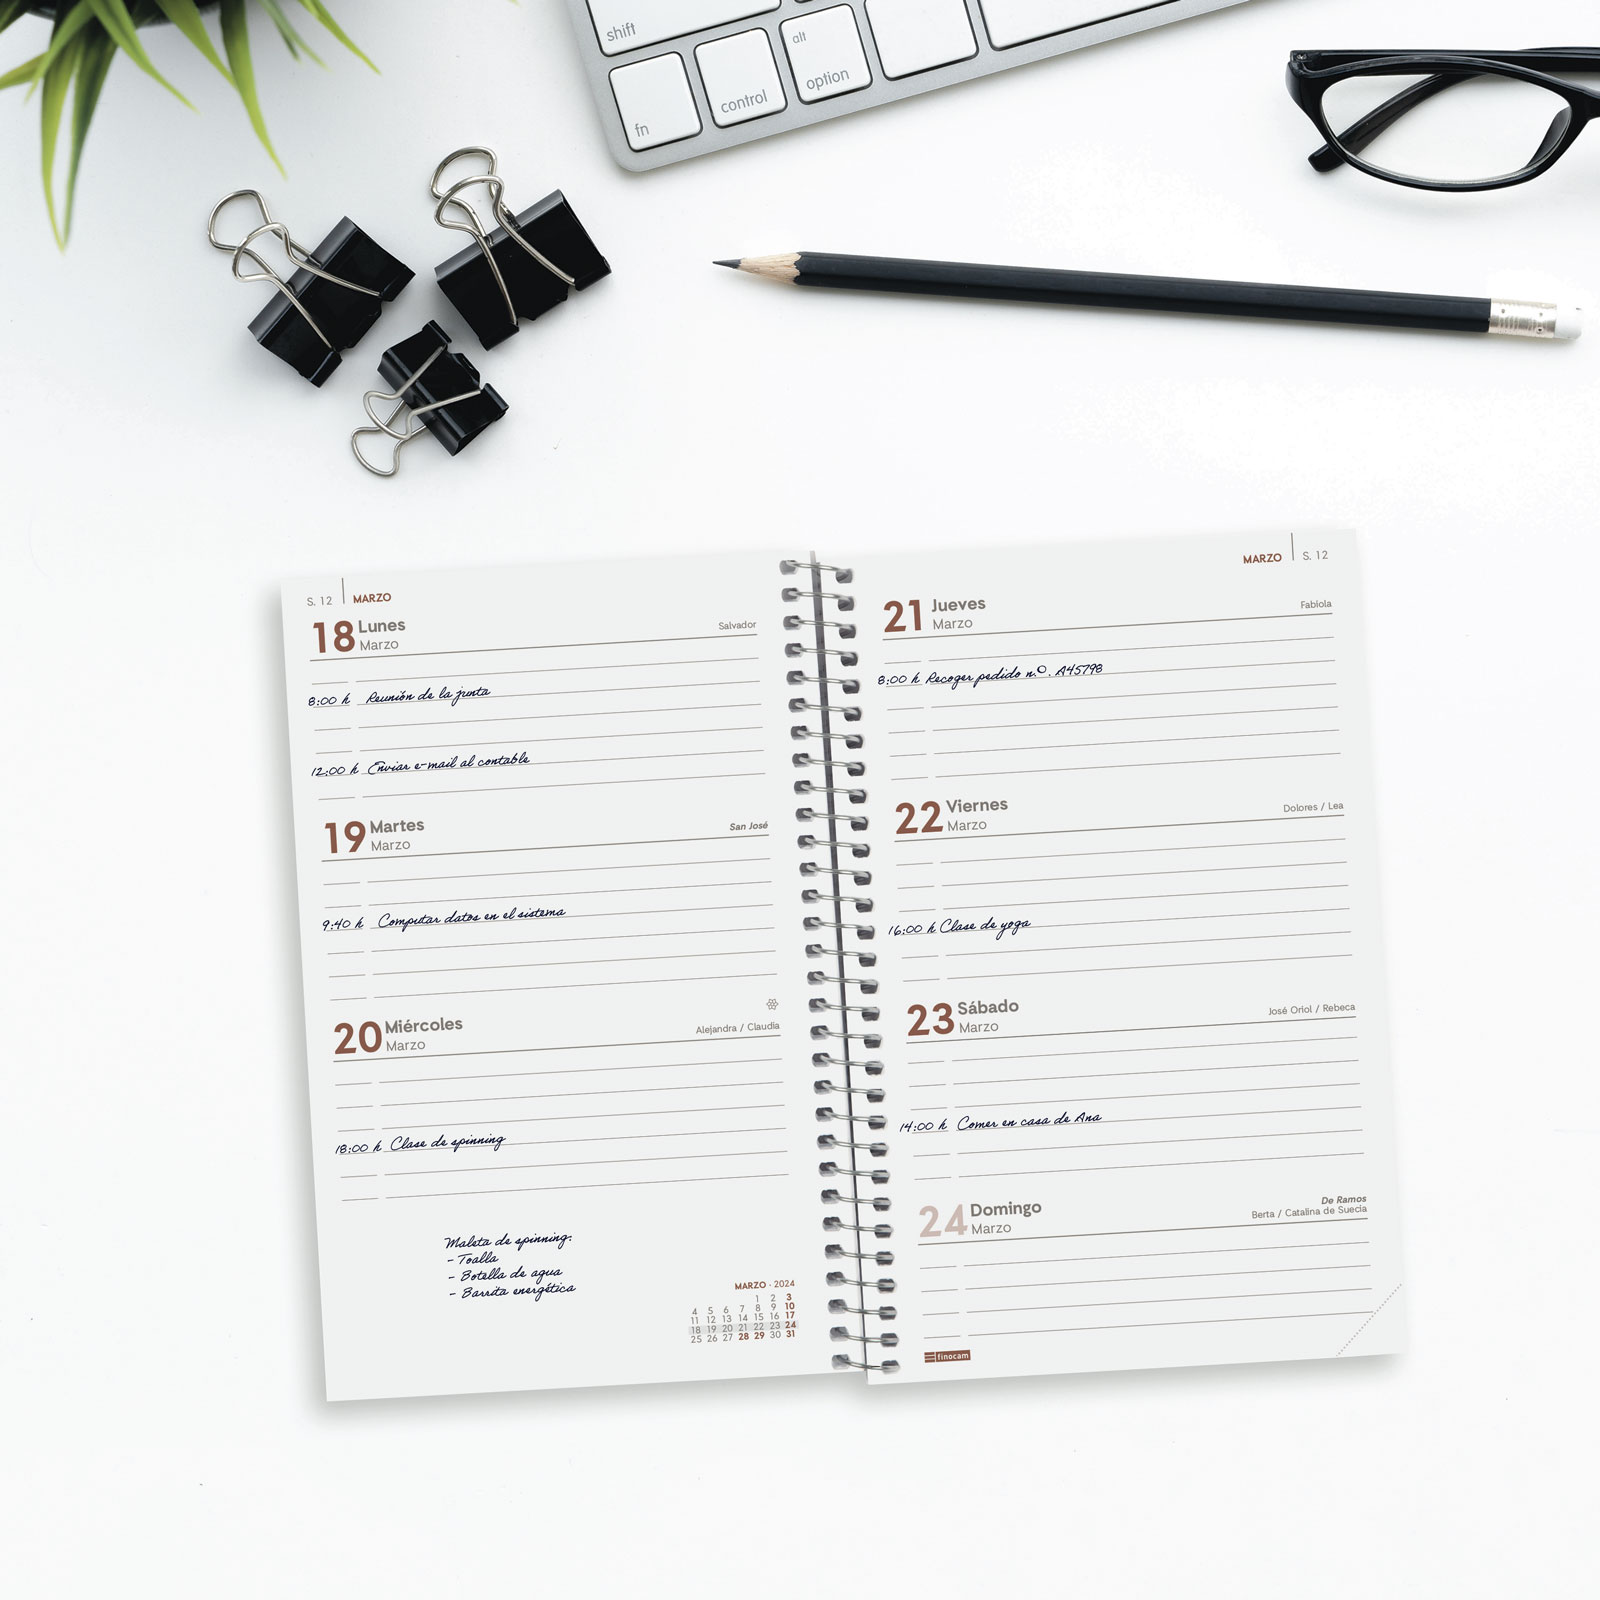 shift
alt
option
control
fn
S. 12 MARZO
18 Lunes
Marzo
Salvador
8:00 h Reunión de la junta
12:00 h Enviar e-mail al contable
19 Martes
Marzo
San José
9:40 h Computar datos en el sistema
20 Miércoles
Marzo
Alejandra / Claudia
18:00 h Clase de spinning
Maleta de spinning:
- Toalla
- Botella de agua
- Barrita energética
MARZO · 2024
1 2 3
4 5 6 7 8 9 10
11 12 13 14 15 16 17
18 19 20 21 22 23 24
25 26 27 28 29 30 31
MARZO S. 12
21 Jueves
Marzo
Fabiola
8:00 h Recoger pedido n.º. A45798
22 Viernes
Marzo
Dolores / Lea
16:00 h Clase de yoga
23 Sábado
Marzo
José Oriol / Rebeca
14:00 h Comer en casa de Ana
24 Domingo
Marzo
De Ramos
Berta / Catalina de Suecia
finocam